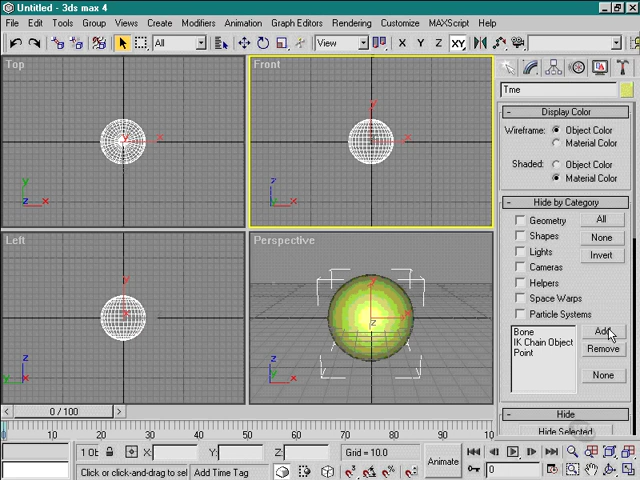 Untitled - 3ds max 4
File Edit Tools Group Views Create Modifiers Animation Graph Editors Rendering Customize MAXScript Help
All View X Y Z XY
Top
Front
Left
Perspective
y
x
z
Tme
Display Color
Wireframe: Object Color
Material Color
Shaded: Object Color
Material Color
Hide by Category
Geometry All
Shapes None
Lights Invert
Cameras
Helpers
Space Warps
Particle Systems
Bone Add
IK Chain Object Remove
Point
None
Hide
Hide Selected
0 / 100
0 10 20 30 40 50 60 70 80 90 10
1 Ob X: Y: Z: Grid = 10.0
Click or click-and-drag to sel Add Time Tag
Animate
0